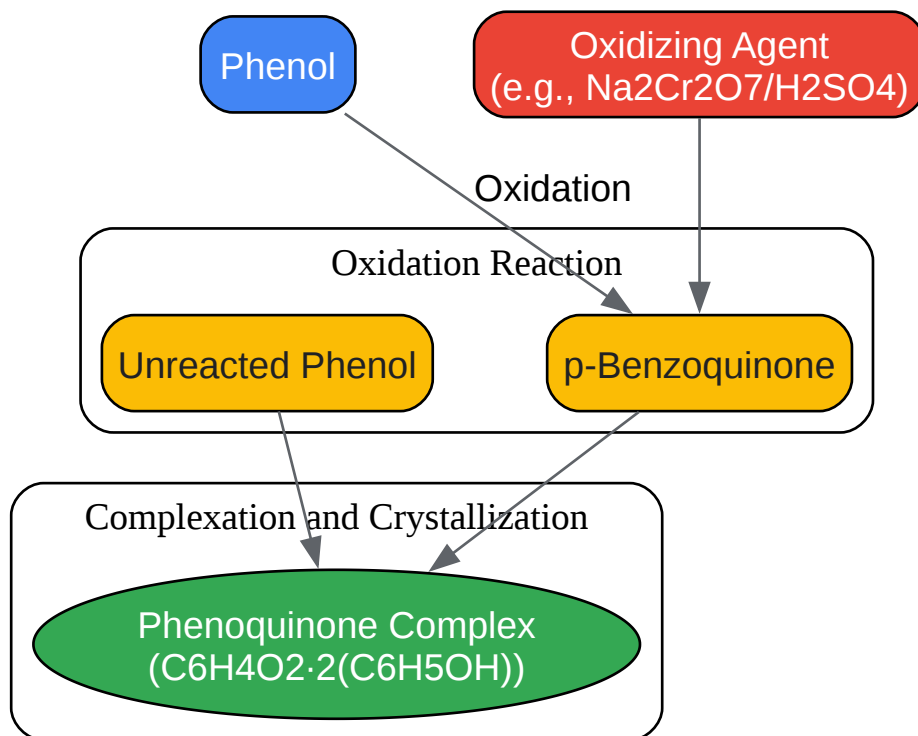 Phenol
Oxidizing Agent
(e.g., Na2Cr2O7/H2SO4)
Oxidation
Oxidation Reaction
Unreacted Phenol
p-Benzoquinone
Complexation and Crystallization
Phenoquinone Complex
(C6H4O2·2(C6H5OH))